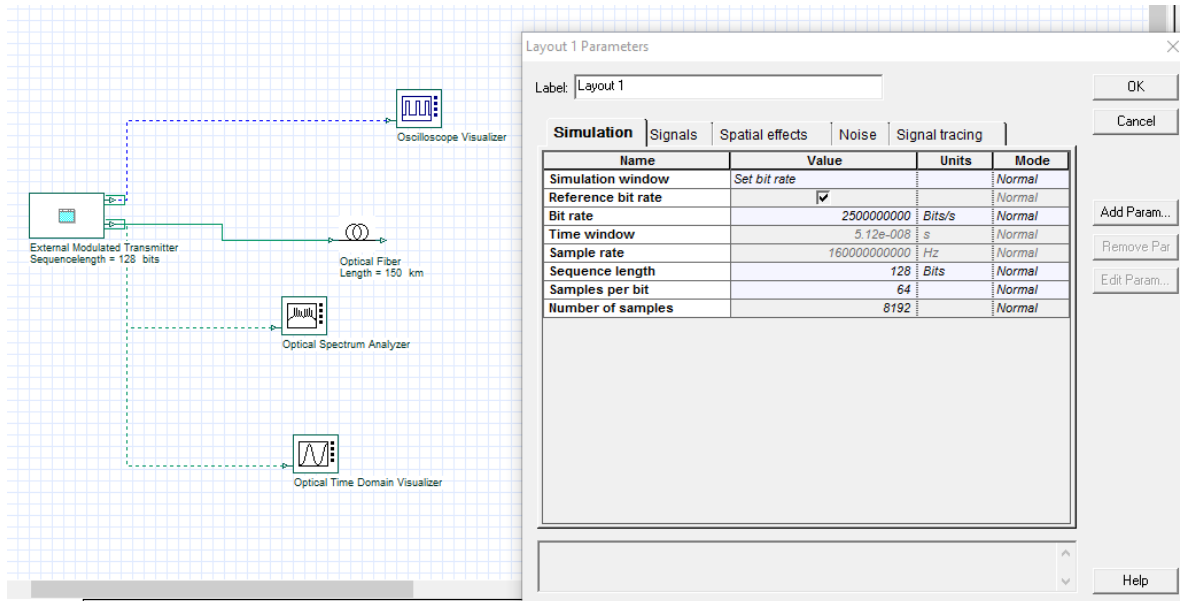 Oscilloscope Visualizer
External Modulated Transmitter
Sequencelength = 128 bits
Optical Fiber
Length = 150 km
Optical Spectrum Analyzer
Optical Time Domain Visualizer
Layout 1 Parameters
Label: Layout 1
OK
Cancel
Simulation Signals Spatial effects Noise Signal tracing
Name Value Units Mode
Simulation window Set bit rate Normal
Reference bit rate Normal
Bit rate 2500000000 Bits/s Normal
Time window 5.12e-008 s Normal
Sample rate 160000000000 Hz Normal
Sequence length 128 Bits Normal
Samples per bit 64 Normal
Number of samples 8192 Normal
Add Param...
Remove Par
Edit Param...
Help